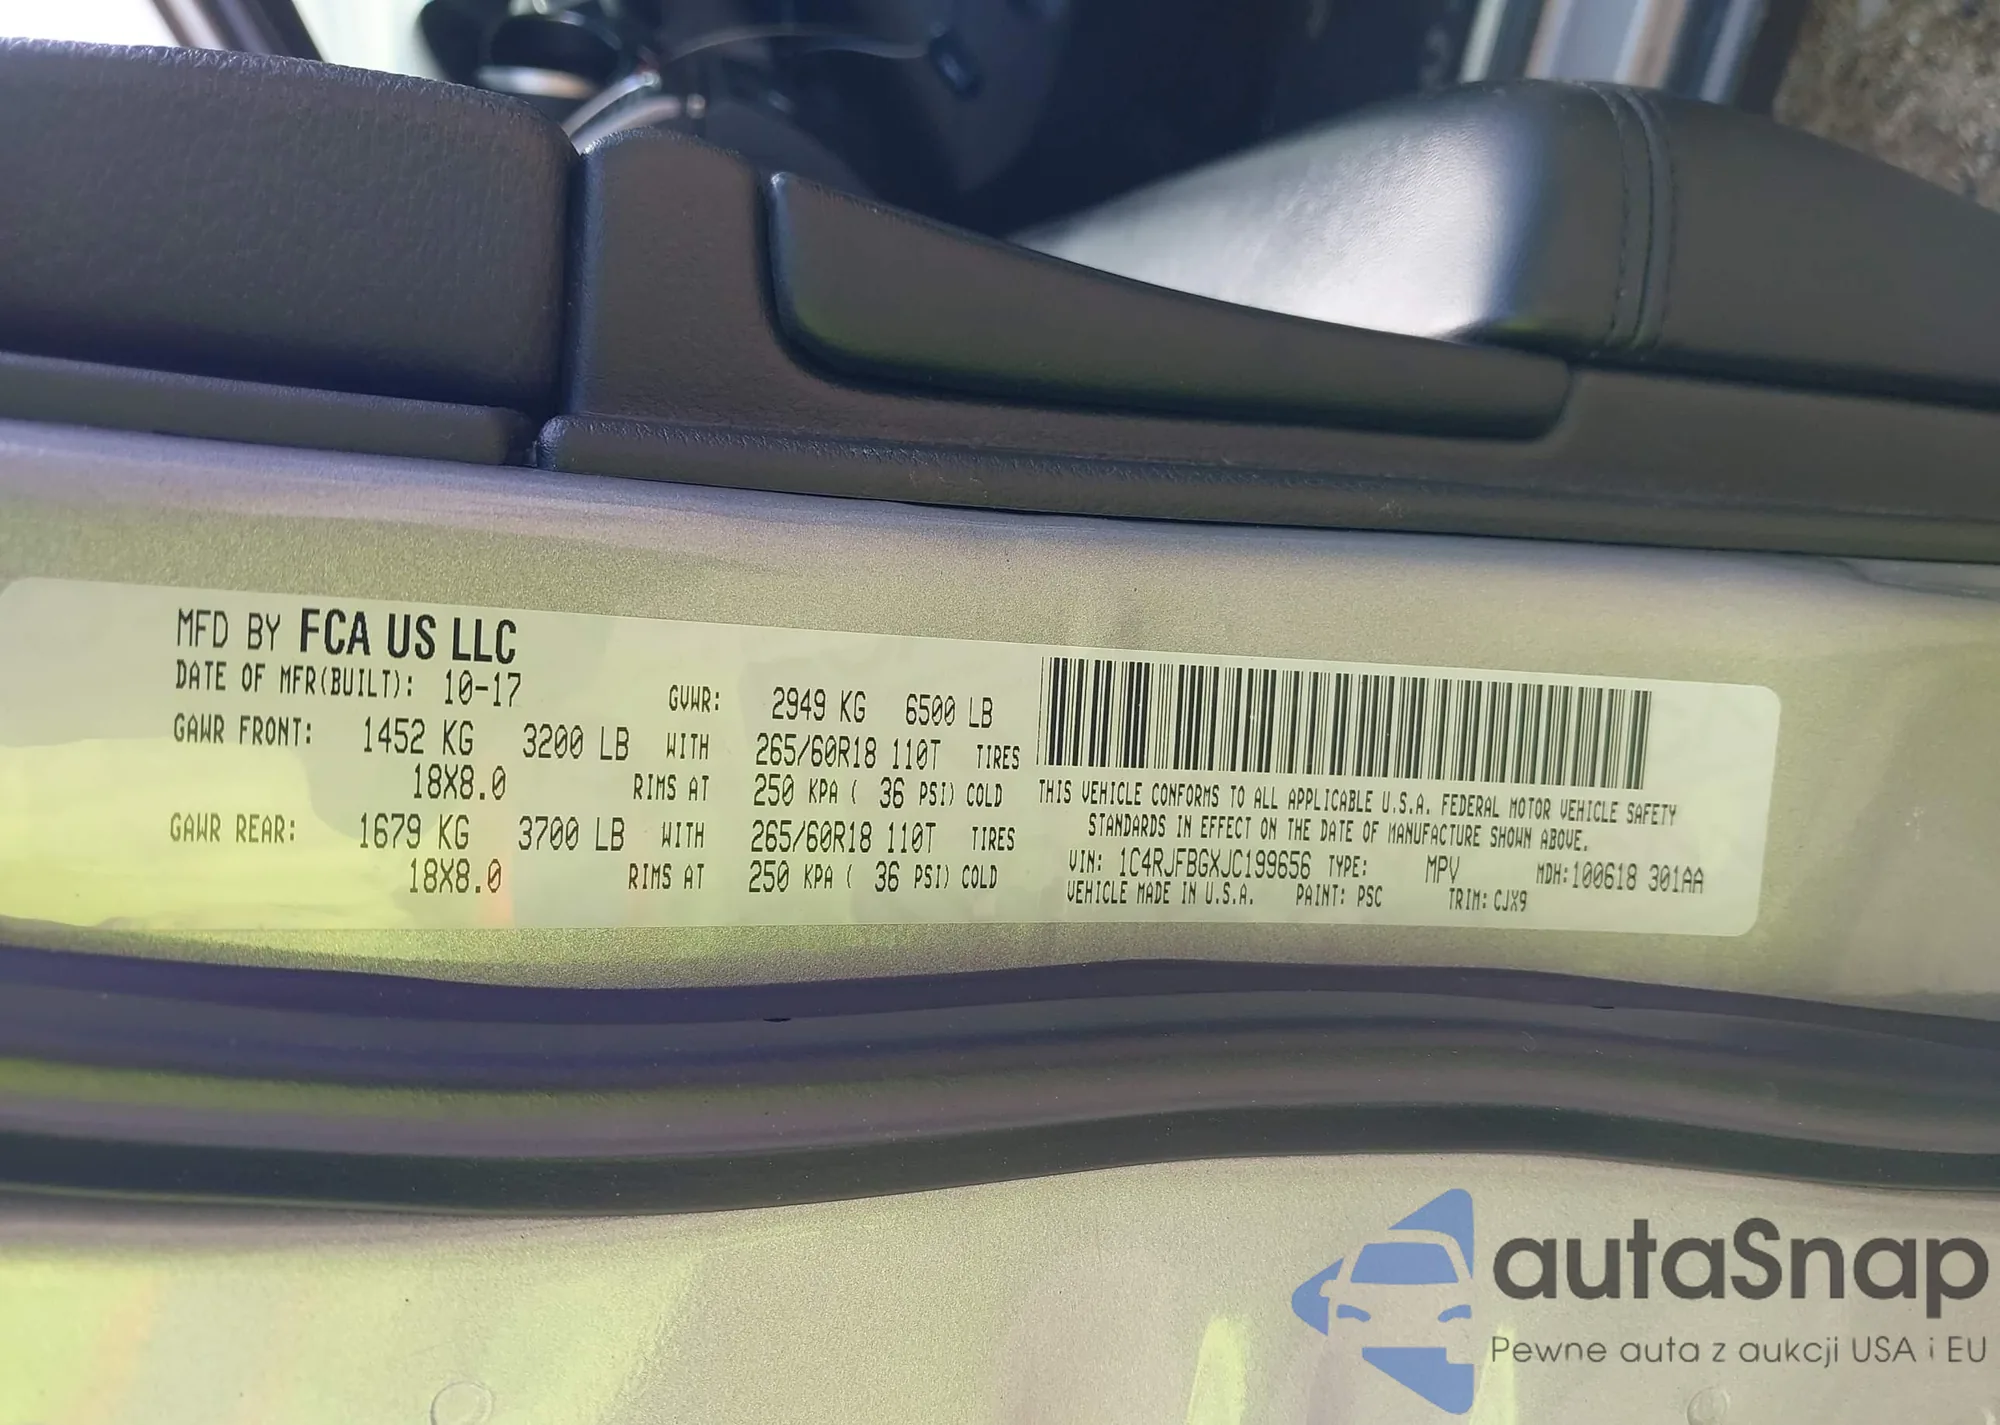 MFD BY FCA US LLC
DATE OF MFR(BUILT): 10-17 GVWR: 2949 KG 6500 LB
GAWR FRONT: 1452 KG 3200 LB WITH 265/60R18 110T TIRES
18X8.0 RIMS AT 250 KPA ( 36 PSI) COLD
GAWR REAR: 1679 KG 3700 LB WITH 265/60R18 110T TIRES
18X8.0 RIMS AT 250 KPA ( 36 PSI) COLD
THIS VEHICLE CONFORMS TO ALL APPLICABLE U.S.A. FEDERAL MOTOR VEHICLE SAFETY
STANDARDS IN EFFECT ON THE DATE OF MANUFACTURE SHOWN ABOVE.
VIN: 1C4RJFBGXJC199656 TYPE: MPV MDH:100618 301AA
VEHICLE MADE IN U.S.A. PAINT: PSC TRIM: CJX9
autaSnap
Pewne auta z aukcji USA i EU